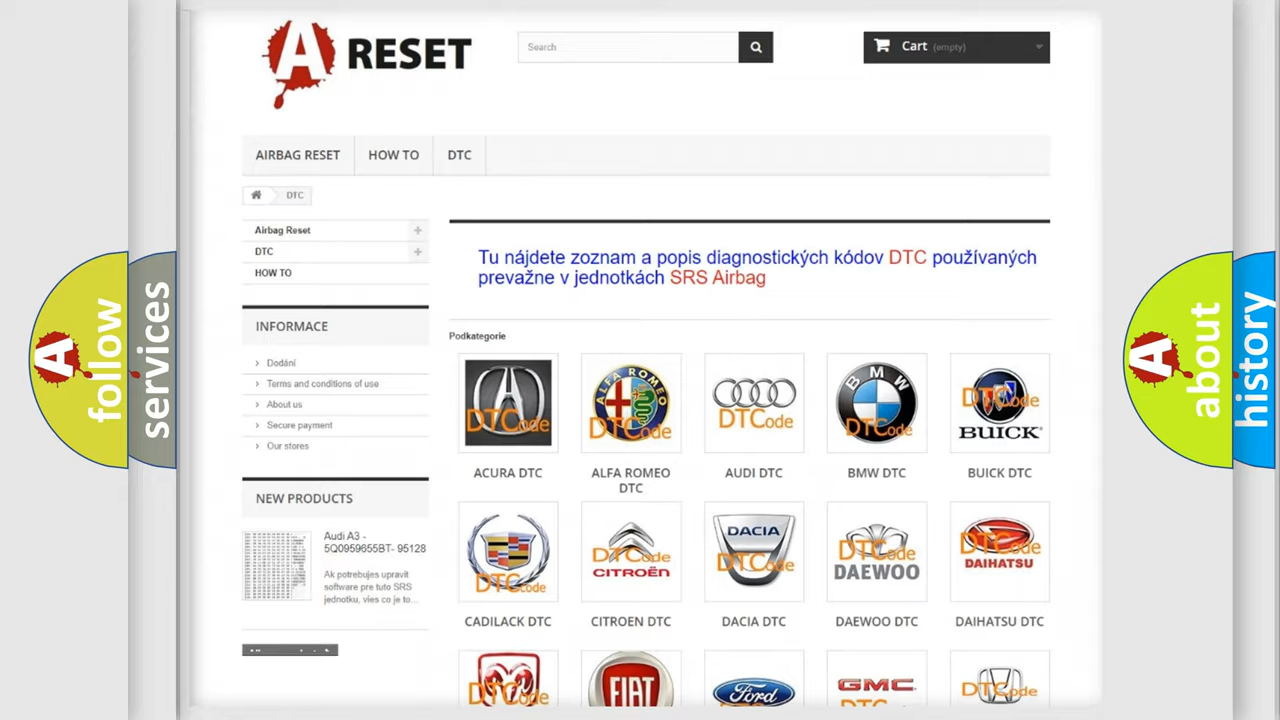 A RESET
Search
Cart (empty)
AIRBAG RESET
HOW TO
DTC
DTC
Airbag Reset
DTC
HOW TO
Tu nájdete zoznam a popis diagnostických kódov DTC používaných
prevažne v jednotkách SRS Airbag
INFORMACE
Dodání
Terms and conditions of use
About us
Secure payment
Our stores
NEW PRODUCTS
Audi A3 -
5Q0959655BT- 95128
Ak potrebujes upravit
software pre tuto SRS
jednotku, vies co je to...
Podkategorie
DTCode
ALFA ROMEO
DTCode
DTCode
BMW
DTCode
DTCode
BUICK
ACURA DTC
ALFA ROMEO
DTC
AUDI DTC
BMW DTC
BUICK DTC
DTCode
DTCode
CITROËN
DACIA
DTCode
DTCode
DAEWOO
DTCode
DAIHATSU
CADILACK DTC
CITROEN DTC
DACIA DTC
DAEWOO DTC
DAIHATSU DTC
DTCode
FIAT
Ford
GMC
DTCode
A follow
services
A about
history